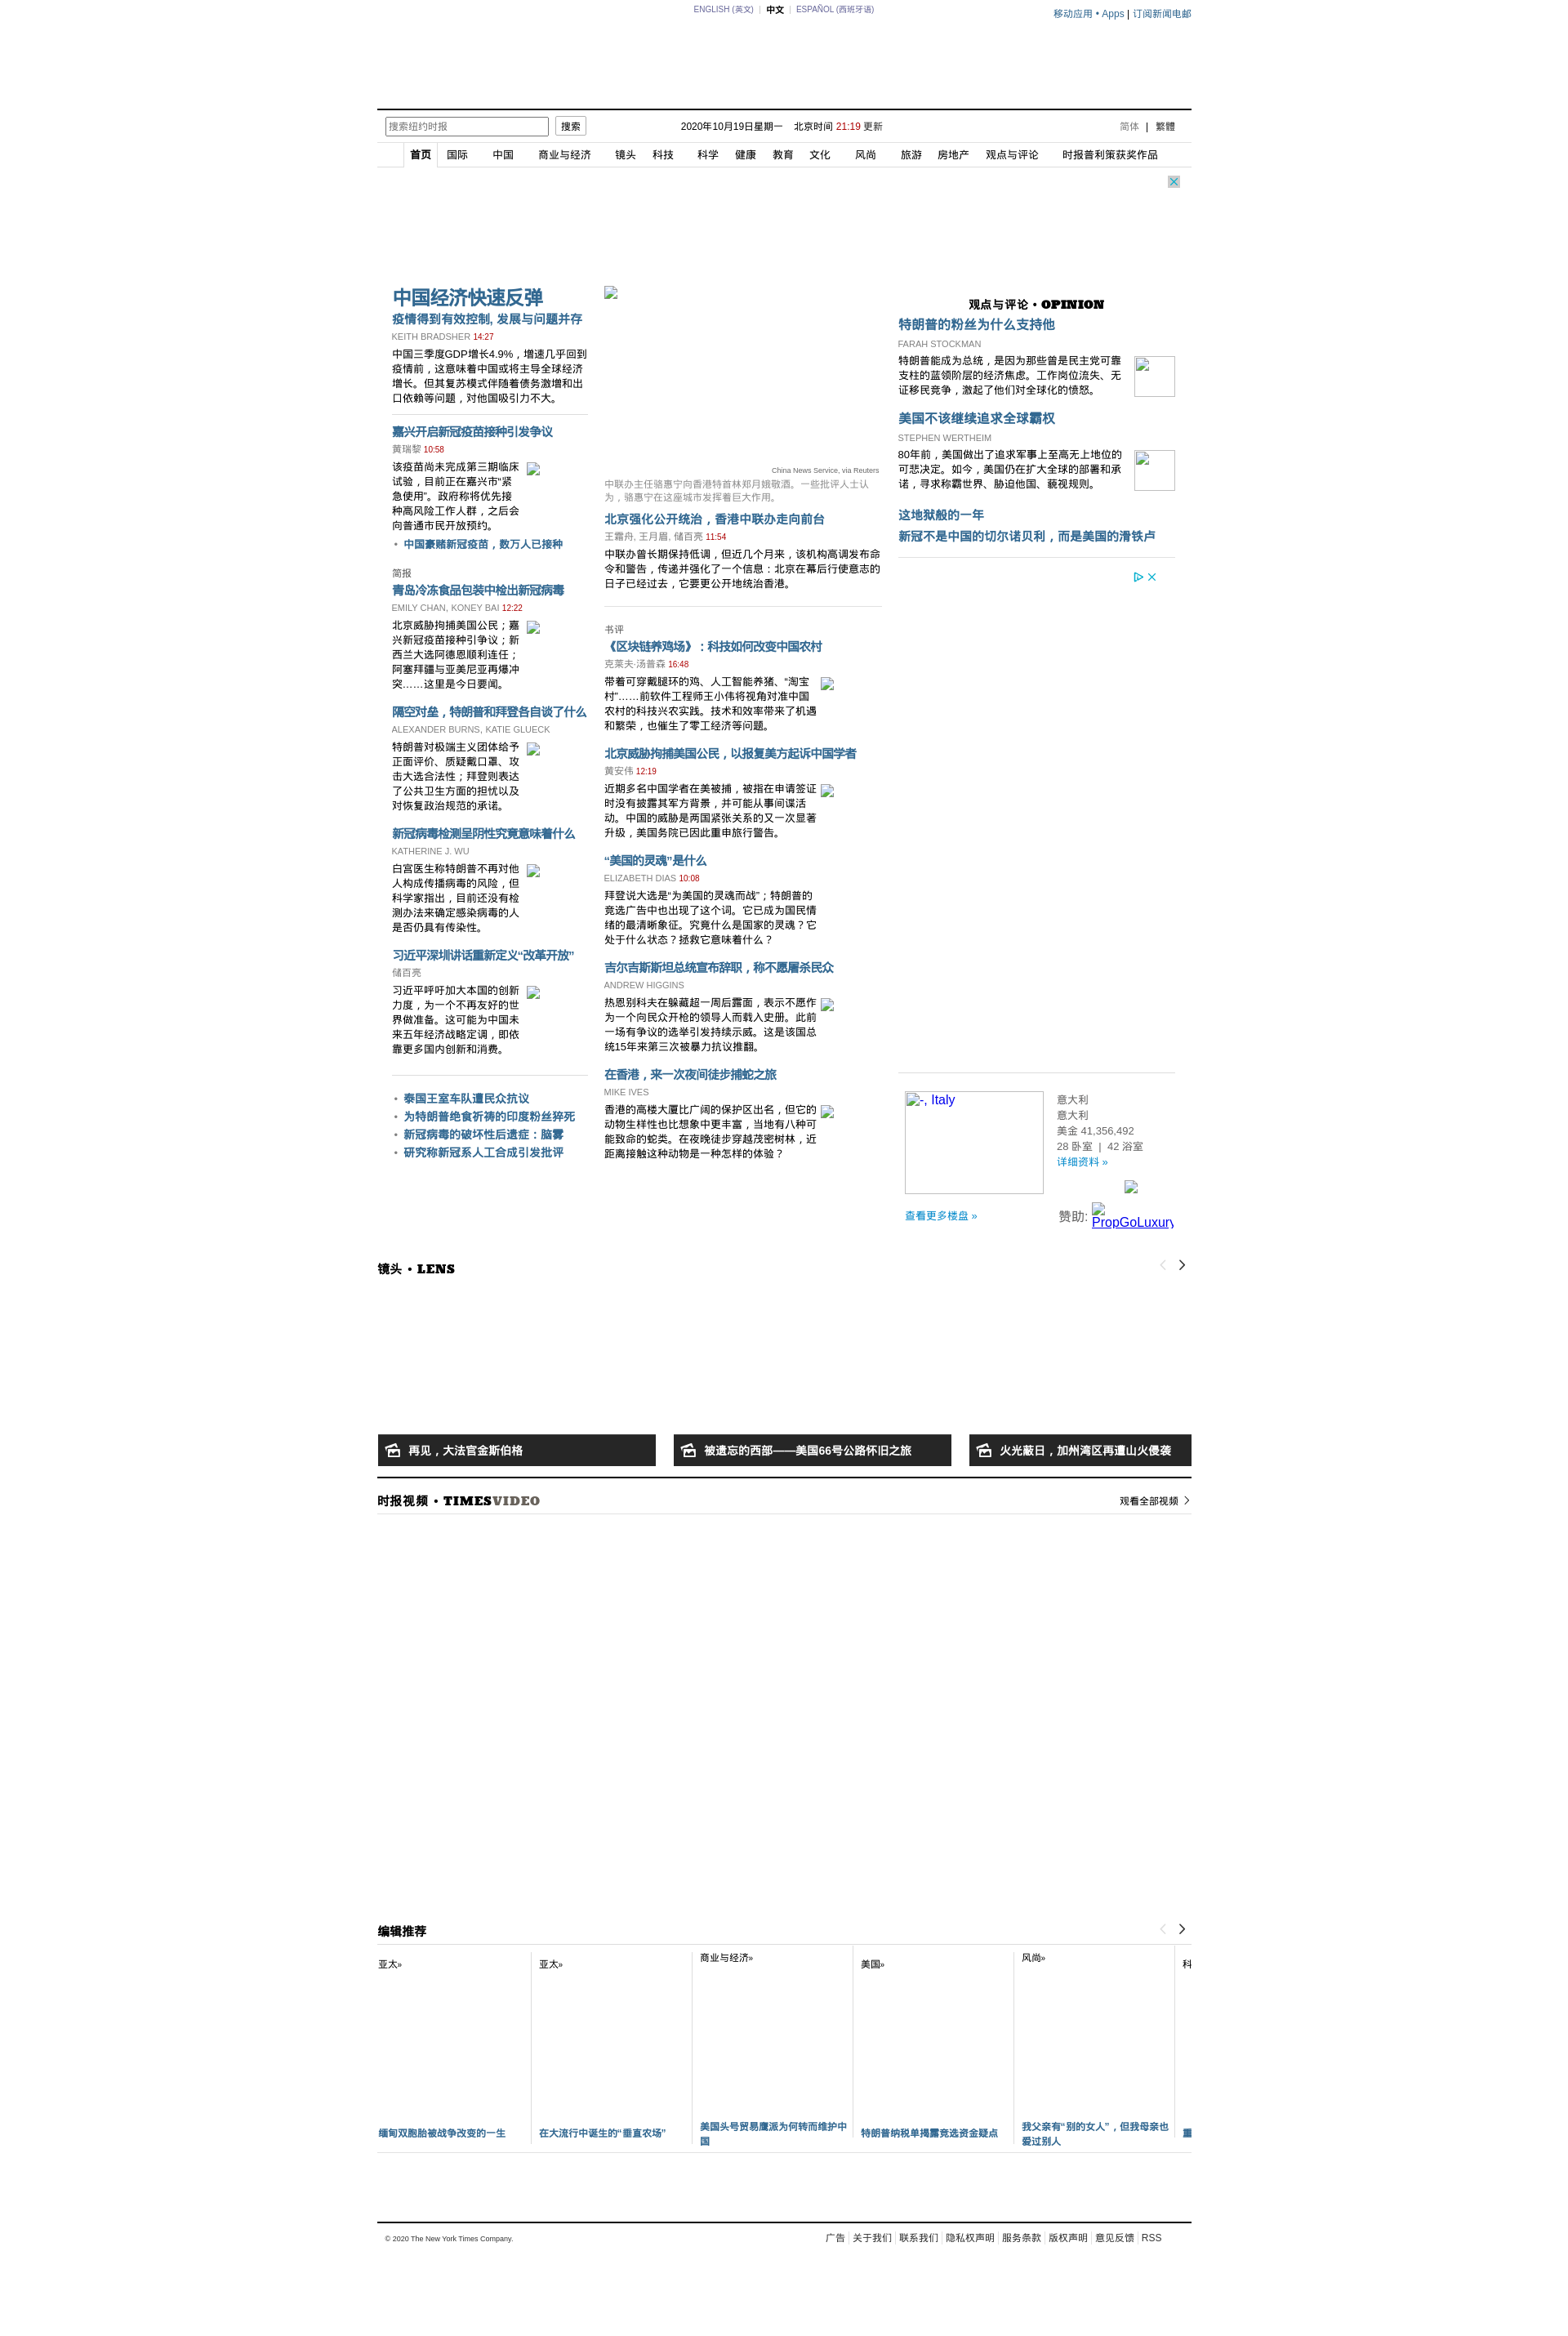 ENGLISH (英文) | 中文 | ESPAÑOL (西班牙语)
移动应用 • Apps | 订阅新闻电邮
搜索纽约时报 搜索
2020年10月19日星期一 北京时间 21:19 更新
简体 | 繁體
首页 国际 中国 商业与经济 镜头 科技 科学 健康 教育 文化 风尚 旅游 房地产 观点与评论 时报普利策获奖作品
中国经济快速反弹
疫情得到有效控制, 发展与问题并存
KEITH BRADSHER 14:27
中国三季度GDP增长4.9%，增速几乎回到
疫情前，这意味着中国或将主导全球经济
增长。但其复苏模式伴随着债务激增和出
口依赖等问题，对他国吸引力不大。
嘉兴开启新冠疫苗接种引发争议
黄瑞黎 10:58
该疫苗尚未完成第三期临床
试验，目前正在嘉兴市“紧
急使用”。政府称将优先接
种高风险工作人群，之后会
向普通市民开放预约。
• 中国豪赌新冠疫苗，数万人已接种
简报
青岛冷冻食品包装中检出新冠病毒
EMILY CHAN, KONEY BAI 12:22
北京威胁拘捕美国公民；嘉
兴新冠疫苗接种引争议；新
西兰大选阿德恩顺利连任；
阿塞拜疆与亚美尼亚再爆冲
突……这里是今日要闻。
隔空对垒，特朗普和拜登各自谈了什么
ALEXANDER BURNS, KATIE GLUECK
特朗普对极端主义团体给予
正面评价、质疑戴口罩、攻
击大选合法性；拜登则表达
了公共卫生方面的担忧以及
对恢复政治规范的承诺。
新冠病毒检测呈阴性究竟意味着什么
KATHERINE J. WU
白宫医生称特朗普不再对他
人构成传播病毒的风险，但
科学家指出，目前还没有检
测办法来确定感染病毒的人
是否仍具有传染性。
习近平深圳讲话重新定义“改革开放”
储百亮
习近平呼吁加大本国的创新
力度，为一个不再友好的世
界做准备。这可能为中国未
来五年经济战略定调，即依
靠更多国内创新和消费。
• 泰国王室车队遭民众抗议
• 为特朗普绝食祈祷的印度粉丝猝死
• 新冠病毒的破坏性后遗症：脑雾
• 研究称新冠系人工合成引发批评
China News Service, via Reuters
中联办主任骆惠宁向香港特首林郑月娥敬酒。一些批评人士认
为，骆惠宁在这座城市发挥着巨大作用。
北京强化公开统治，香港中联办走向前台
王霜舟, 王月眉, 储百亮 11:54
中联办曾长期保持低调，但近几个月来，该机构高调发布命
令和警告，传递并强化了一个信息：北京在幕后行使意志的
日子已经过去，它要更公开地统治香港。
书评
《区块链养鸡场》：科技如何改变中国农村
克莱夫·汤普森 16:48
带着可穿戴腿环的鸡、人工智能养猪、“淘宝
村”……前软件工程师王小伟将视角对准中国
农村的科技兴农实践。技术和效率带来了机遇
和繁荣，也催生了零工经济等问题。
北京威胁拘捕美国公民，以报复美方起诉中国学者
黄安伟 12:19
近期多名中国学者在美被捕，被指在申请签证
时没有披露其军方背景，并可能从事间谍活
动。中国的威胁是两国紧张关系的又一次显著
升级，美国务院已因此重申旅行警告。
“美国的灵魂”是什么
ELIZABETH DIAS 10:08
拜登说大选是“为美国的灵魂而战”；特朗普的
竞选广告中也出现了这个词。它已成为国民情
绪的最清晰象征。究竟什么是国家的灵魂？它
处于什么状态？拯救它意味着什么？
吉尔吉斯斯坦总统宣布辞职，称不愿屠杀民众
ANDREW HIGGINS
热恩别科夫在躲藏超一周后露面，表示不愿作
为一个向民众开枪的领导人而载入史册。此前
一场有争议的选举引发持续示威。这是该国总
统15年来第三次被暴力抗议推翻。
在香港，来一次夜间徒步捕蛇之旅
MIKE IVES
香港的高楼大厦比广阔的保护区出名，但它的
动物生样性也比想象中更丰富，当地有八种可
能致命的蛇类。在夜晚徒步穿越茂密树林，近
距离接触这种动物是一种怎样的体验？
观点与评论 • OPINION
特朗普的粉丝为什么支持他
FARAH STOCKMAN
特朗普能成为总统，是因为那些曾是民主党可靠
支柱的蓝领阶层的经济焦虑。工作岗位流失、无
证移民竞争，激起了他们对全球化的愤怒。
美国不该继续追求全球霸权
STEPHEN WERTHEIM
80年前，美国做出了追求军事上至高无上地位的
可悲决定。如今，美国仍在扩大全球的部署和承
诺，寻求称霸世界、胁迫他国、藐视规则。
这地狱般的一年
新冠不是中国的切尔诺贝利，而是美国的滑铁卢
-, Italy
意大利
意大利
美金 41,356,492
28 卧室 | 42 浴室
详细资料 »
查看更多楼盘 »
赞助: PropGoLuxury
镜头 • LENS
再见，大法官金斯伯格
被遗忘的西部——美国66号公路怀旧之旅
火光蔽日，加州湾区再遭山火侵袭
时报视频 • TIMESVIDEO
观看全部视频
编辑推荐
亚太»
缅甸双胞胎被战争改变的一生
亚太»
在大流行中诞生的“垂直农场”
商业与经济»
美国头号贸易鹰派为何转而维护中
国
美国»
特朗普纳税单揭露竞选资金疑点
风尚»
我父亲有“别的女人”，但我母亲也
爱过别人
科
重
© 2020 The New York Times Company.
广告 | 关于我们 | 联系我们 | 隐私权声明 | 服务条款 | 版权声明 | 意见反馈 | RSS